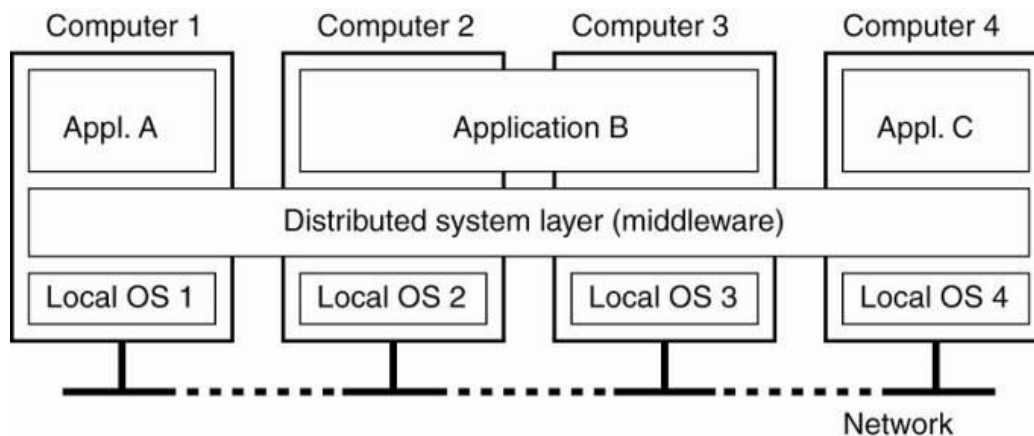 Computer 1
Computer 2
Computer 3
Computer 4
Appl. A
Application B
Appl. C
Distributed system layer (middleware)
Local OS 1
Local OS 2
Local OS 3
Local OS 4
Network